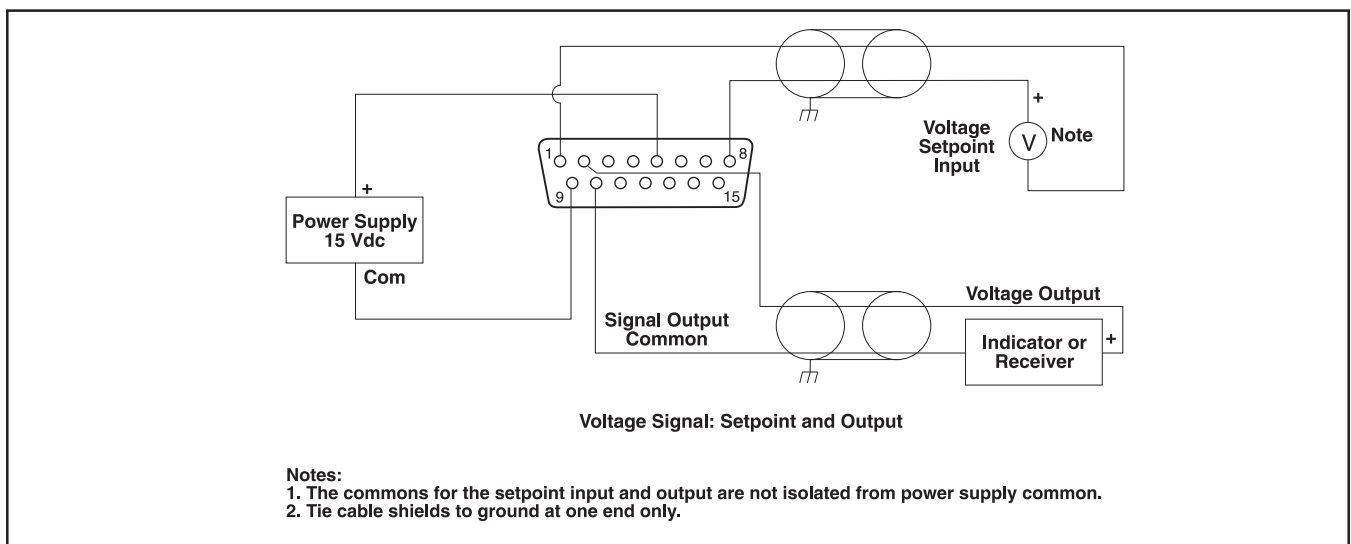 1
8
9
15
+
Power Supply
15 Vdc
Com
+
Voltage
Setpoint
Input
V
Note
Signal Output
Common
Voltage Output
Indicator or
Receiver
+
Voltage Signal: Setpoint and Output
Notes:
1. The commons for the setpoint input and output are not isolated from power supply common.
2. Tie cable shields to ground at one end only.